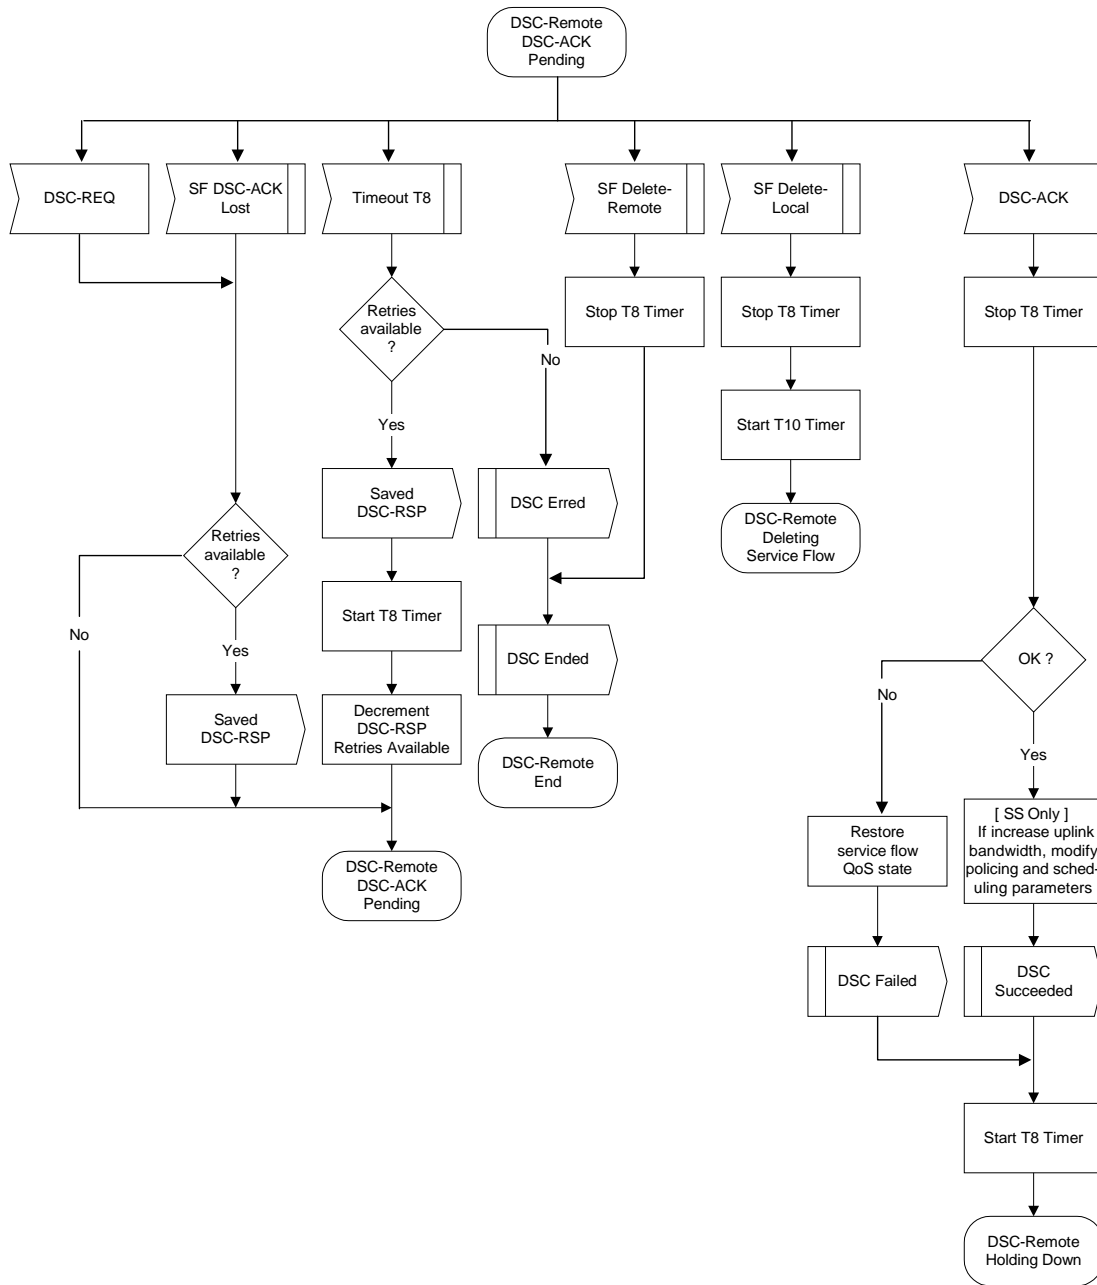 DSC-Remote
DSC-ACK
Pending
DSC-REQ
SF DSC-ACK
Lost
Timeout T8
SF Delete-
Remote
SF Delete-
Local
DSC-ACK
Retries
available
?
Stop T8 Timer
Stop T8 Timer
Stop T8 Timer
No
Yes
Start T10 Timer
Saved
DSC-RSP
DSC Erred
DSC-Remote
Deleting
Service Flow
Retries
available
?
Start T8 Timer
No
Yes
DSC Ended
OK ?
No
Yes
Saved
DSC-RSP
Decrement
DSC-RSP
Retries Available
DSC-Remote
End
Restore
service flow
QoS state
[ SS Only ]
If increase uplink
bandwidth, modify
policing and sched-
uling parameters
DSC-Remote
DSC-ACK
Pending
DSC Failed
DSC
Succeeded
Start T8 Timer
DSC-Remote
Holding Down